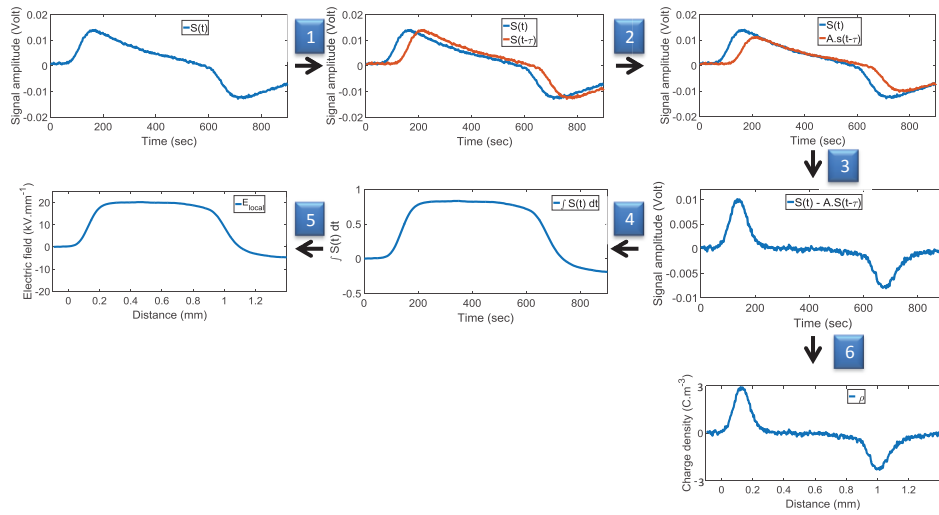 0.02
0.01
0
-0.01
-0.02
0 200 400 600 800
Signal amplitude (Volt)
Time (sec)
S(t)
1
0.02
0.01
0
-0.01
-0.02
0 200 400 600 800
Signal amplitude (Volt)
Time (sec)
S(t)
S(t-τ)
2
0.02
0.01
0
-0.01
-0.02
0 200 400 600 800
Signal amplitude (Volt)
Time (sec)
S(t)
A.s(t-τ)
3
20
10
0
-10
20
0 0.2 0.4 0.6 0.8 1 1.2
Electric field (kV.mm-1)
Distance (mm)
E local
5
1
0.5
0
-0.5
0 200 400 600 800
∫ S(t) dt
Time (sec)
∫ S(t) dt
4
0.01
0.005
0
-0.005
-0.01
0 200 400 600 800
Signal amplitude (Volt)
Time (sec)
S(t) - A.S(t-τ)
6
3
0
-3
0 0.2 0.4 0.6 0.8 1 1.2
Charge density (C.m-3)
Distance (mm)
ρ